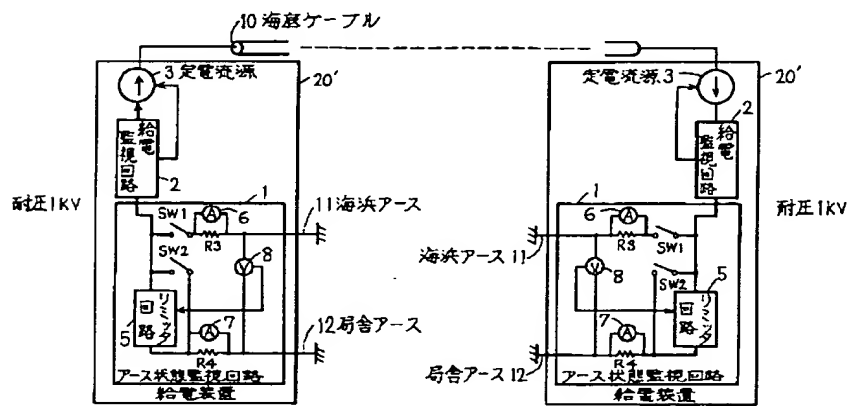 10 海底ケーブル
3 定電流源
20'
給電
監視回路
2
耐圧1KV
1
SW1
A
6
R3
11 海浜アース
SW2
V
8
リミッタ
回路
5
A
7
R4
12 局舎アース
アース状態監視回路
給電装置
定電流源 3
20'
2
給電
監視回路
耐圧1KV
1
6
A
R3
SW1
海浜アース 11
V
8
SW2
5
リミッタ
回路
7
A
R4
局舎アース 12
アース状態監視回路
給電装置